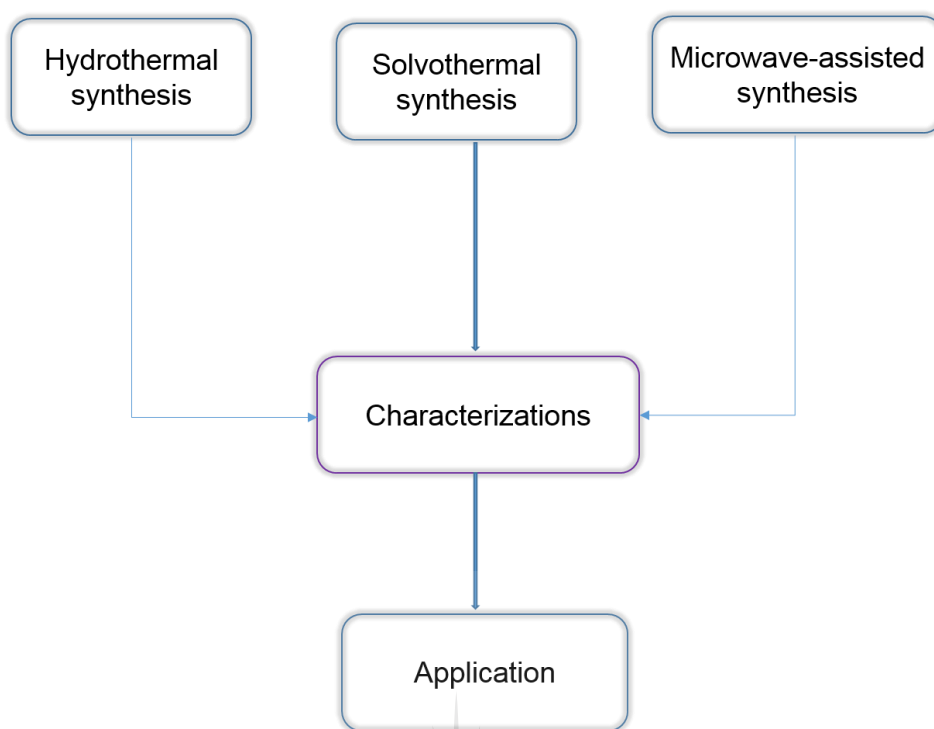 Hydrothermal
synthesis
Solvothermal
synthesis
Microwave-assisted
synthesis
Characterizations
Application